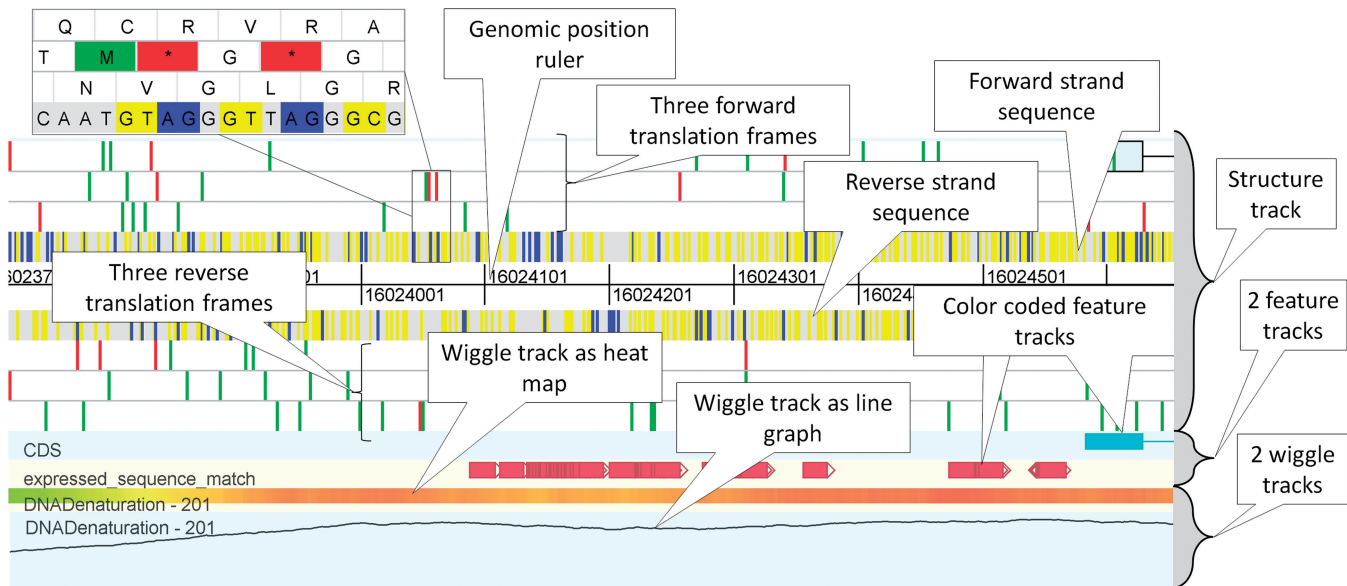 Q C R V R A
T M * G * G
N V G L G R
C A A T G T A G G G T T A G G G C G
Genomic position
ruler
Three forward
translation frames
Forward strand
sequence
Reverse strand
sequence
Structure
track
Three reverse
translation frames
16024001
16024101
16024201
16024301
16024501
Color coded feature
tracks
2 feature
tracks
Wiggle track as heat
map
Wiggle track as line
graph
2 wiggle
tracks
CDS
expressed_sequence_match
DNADenaturation - 201
DNADenaturation - 201